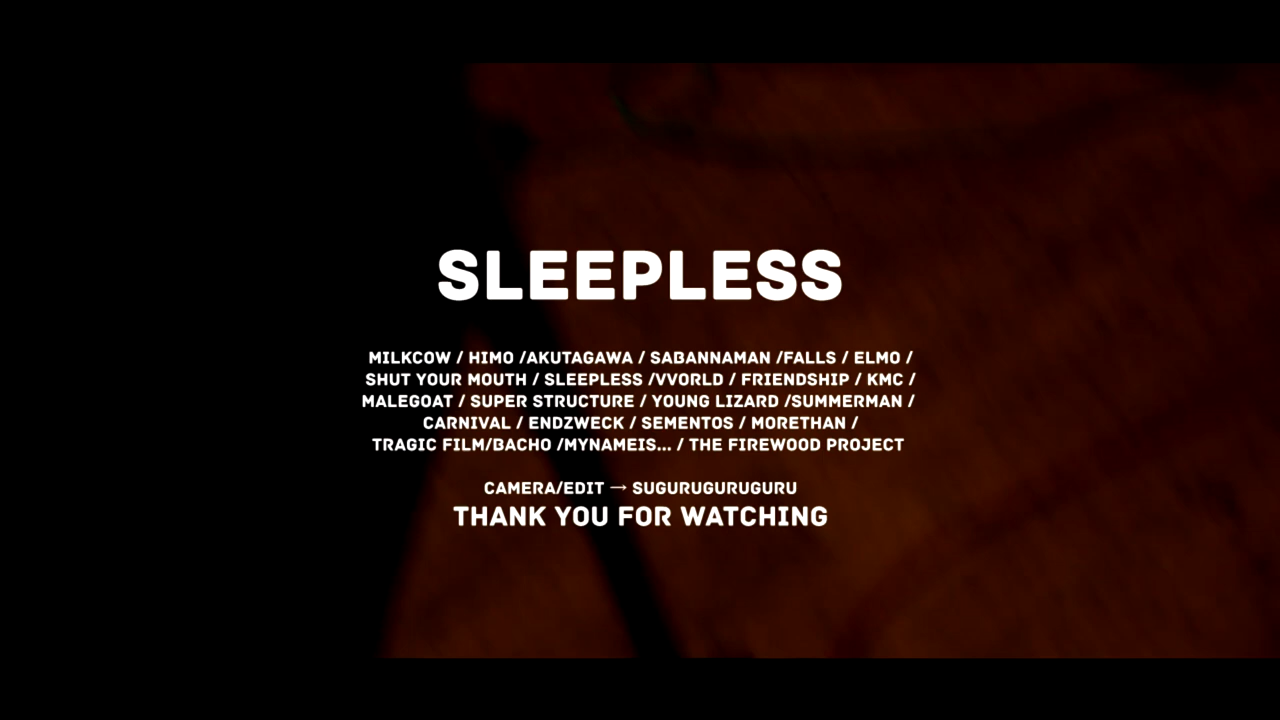 SLEEPLESS
MILKCOW / HIMO /AKUTAGAWA / SABANNAMAN /FALLS / ELMO /
SHUT YOUR MOUTH / SLEEPLESS /VVORLD / FRIENDSHIP / KMC /
MALEGOAT / SUPER STRUCTURE / YOUNG LIZARD /SUMMERMAN /
CARNIVAL / ENDZWECK / SEMENTOS / MORETHAN /
TRAGIC FILM/BACHO /MYNAMEIS... / THE FIREWOOD PROJECT
CAMERA/EDIT → SUGURUGURUGURU
THANK YOU FOR WATCHING